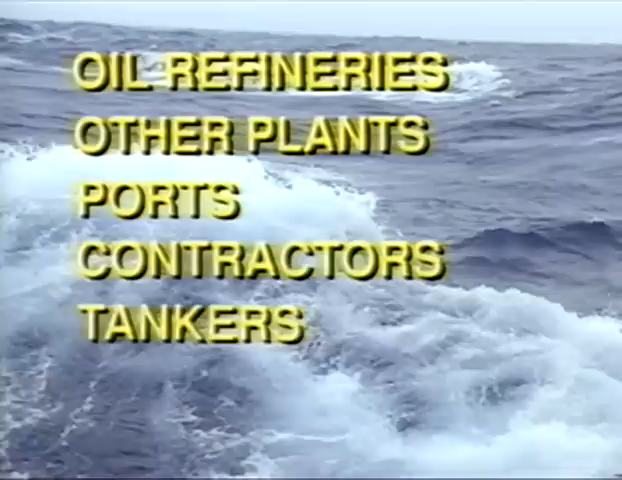 OIL REFINERIES
OTHER PLANTS
PORTS
CONTRACTORS
TANKERS